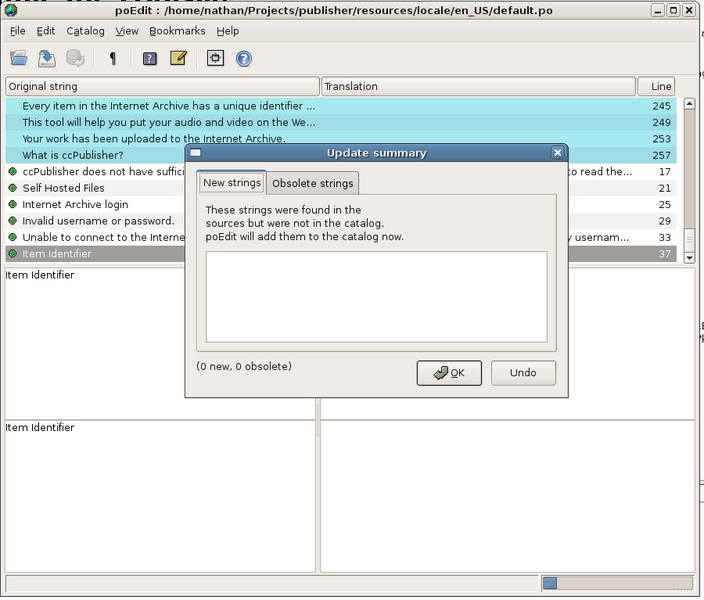 poEdit : /home/nathan/Projects/publisher/resources/locale/en_US/default.po
File Edit Catalog View Bookmarks Help
Original string Translation Line
Every item in the Internet Archive has a unique identifier ... 245
This tool will help you put your audio and video on the We... 249
Your work has been uploaded to the Internet Archive. 253
What is ccPublisher? 257
ccPublisher does not have suffici to read the... 17
Self Hosted Files 21
Internet Archive login 25
Invalid username or password. 29
Unable to connect to the Interne usernam... 33
Item Identifier 37
Update summary
New strings Obsolete strings
These strings were found in the
sources but were not in the catalog.
poEdit will add them to the catalog now.
(0 new, 0 obsolete)
OK Undo
Item Identifier
Item Identifier